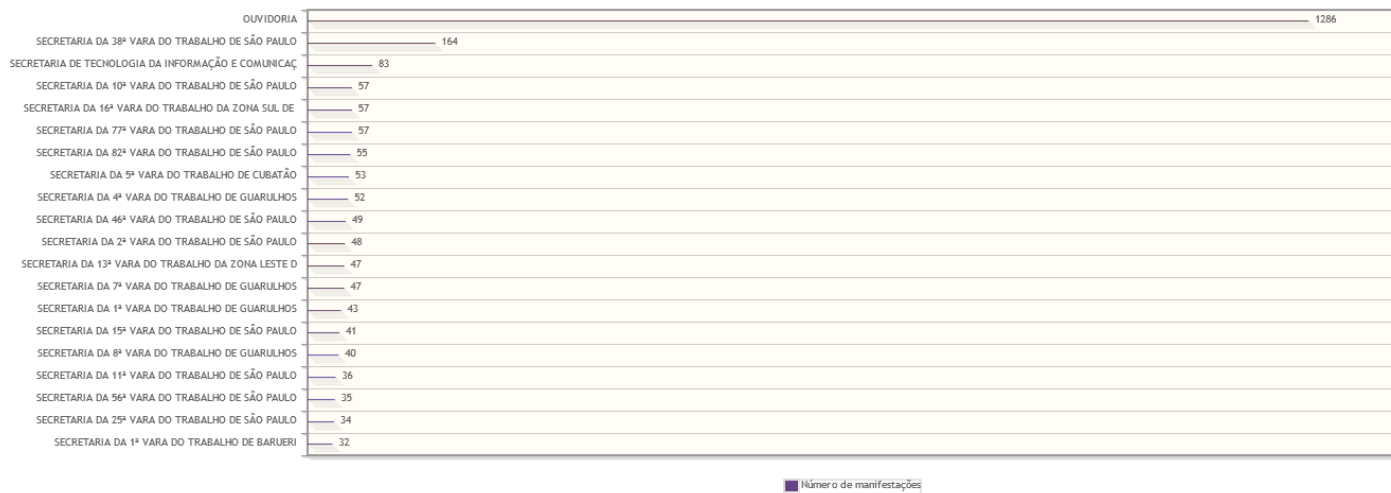 OUVIDORIA 1286
SECRETARIA DA 38ª VARA DO TRABALHO DE SÃO PAULO 164
SECRETARIA DE TECNOLOGIA DA INFORMAÇÃO E COMUNICAÇ 83
SECRETARIA DA 10ª VARA DO TRABALHO DE SÃO PAULO 57
SECRETARIA DA 16ª VARA DO TRABALHO DA ZONA SUL DE 57
SECRETARIA DA 77ª VARA DO TRABALHO DE SÃO PAULO 57
SECRETARIA DA 82ª VARA DO TRABALHO DE SÃO PAULO 55
SECRETARIA DA 5ª VARA DO TRABALHO DE CUBATÃO 53
SECRETARIA DA 4ª VARA DO TRABALHO DE GUARULHOS 52
SECRETARIA DA 46ª VARA DO TRABALHO DE SÃO PAULO 49
SECRETARIA DA 2ª VARA DO TRABALHO DE SÃO PAULO 48
SECRETARIA DA 13ª VARA DO TRABALHO DA ZONA LESTE D 47
SECRETARIA DA 7ª VARA DO TRABALHO DE GUARULHOS 47
SECRETARIA DA 1ª VARA DO TRABALHO DE GUARULHOS 43
SECRETARIA DA 15ª VARA DO TRABALHO DE SÃO PAULO 41
SECRETARIA DA 8ª VARA DO TRABALHO DE GUARULHOS 40
SECRETARIA DA 11ª VARA DO TRABALHO DE SÃO PAULO 36
SECRETARIA DA 56ª VARA DO TRABALHO DE SÃO PAULO 35
SECRETARIA DA 25ª VARA DO TRABALHO DE SÃO PAULO 34
SECRETARIA DA 1ª VARA DO TRABALHO DE BARUERI 32
Número de manifestações